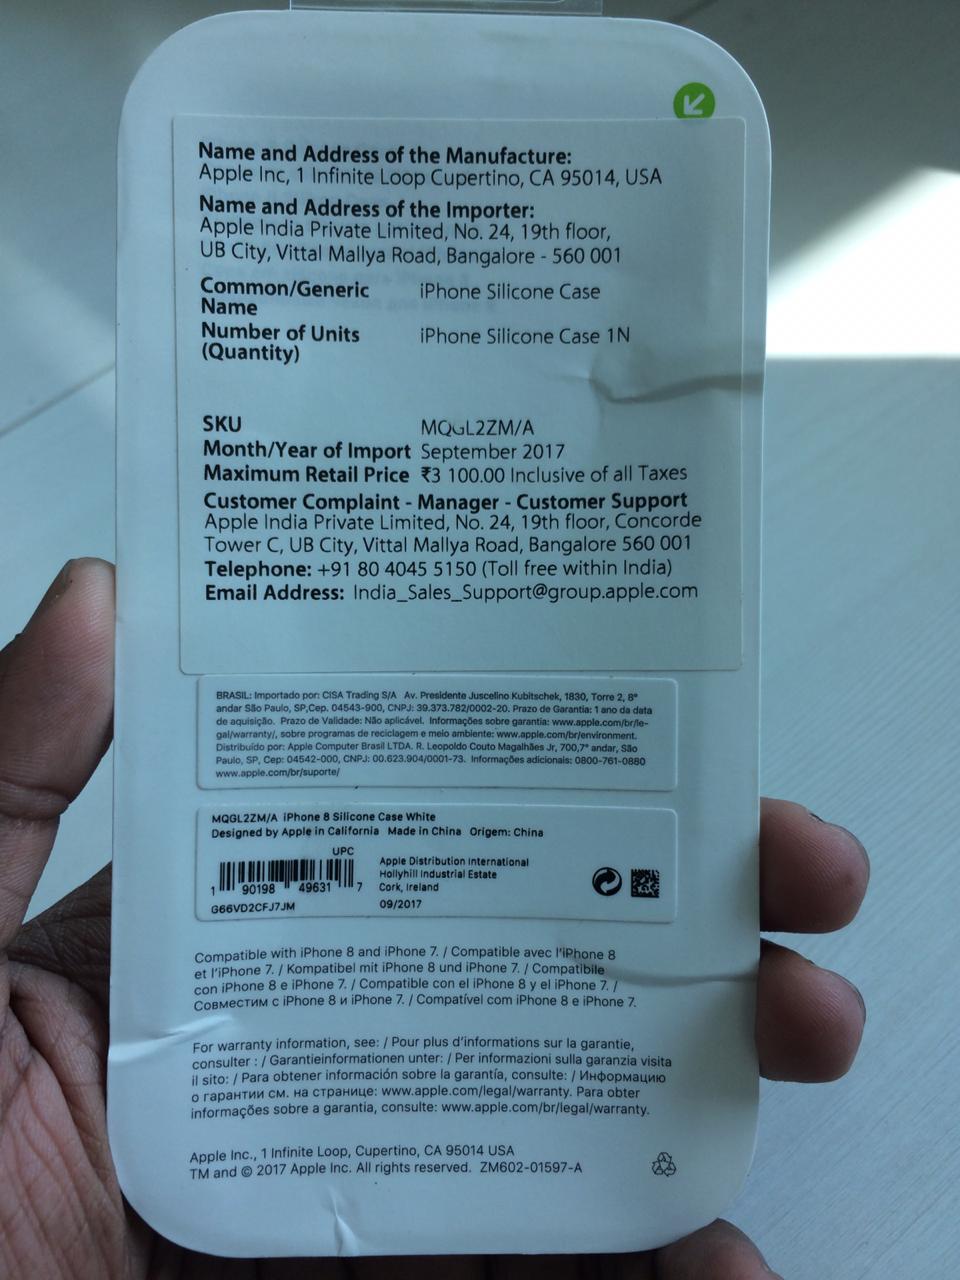 Name and Address of the Manufacture:
Apple Inc, 1 Infinite Loop Cupertino, CA 95014, USA
Name and Address of the Importer:
Apple India Private Limited, No. 24, 19th floor,
UB City, Vittal Mallya Road, Bangalore - 560 001
Common/Generic Name iPhone Silicone Case
Number of Units (Quantity) iPhone Silicone Case 1N
SKU MQGL2ZM/A
Month/Year of Import September 2017
Maximum Retail Price ₹3 100.00 Inclusive of all Taxes
Customer Complaint - Manager - Customer Support
Apple India Private Limited, No. 24, 19th floor, Concorde
Tower C, UB City, Vittal Mallya Road, Bangalore 560 001
Telephone: +91 80 4045 5150 (Toll free within India)
Email Address: India_Sales_Support@group.apple.com
BRASIL: Importado por: CISA Trading S/A Av. Presidente Juscelino Kubitschek, 1830, Torre 2, 8°
andar São Paulo, SP,Cep. 04543-900, CNPJ: 39.373.782/0002-20. Prazo de Garantia: 1 ano da data
de aquisição. Prazo de Validade: Não aplicável. Informações sobre garantia: www.apple.com/br/le-
gal/warranty/, sobre programas de reciclagem e meio ambiente: www.apple.com/br/environment.
Distribuído por: Apple Computer Brasil LTDA. R. Leopoldo Couto Magalhães Jr, 700,7° andar, São
Paulo, SP, Cep: 04542-000, CNPJ: 00.623.904/0001-73. Informações adicionais: 0800-761-0880
www.apple.com/br/suporte/
MQGL2ZM/A iPhone 8 Silicone Case White
Designed by Apple in California Made in China Origem: China
UPC
1 90198 49631 7
G66VD2CFJ7JM
Apple Distribution International
Hollyhill Industrial Estate
Cork, Ireland
09/2017
Compatible with iPhone 8 and iPhone 7. / Compatible avec l'iPhone 8
et l'iPhone 7. / Kompatibel mit iPhone 8 und iPhone 7. / Compatibile
con iPhone 8 e iPhone 7. / Compatible con el iPhone 8 y el iPhone 7. /
Совместим с iPhone 8 и iPhone 7. / Compatível com iPhone 8 e iPhone 7.
For warranty information, see: / Pour plus d'informations sur la garantie,
consulter : / Garantieinformationen unter: / Per informazioni sulla garanzia visita
il sito: / Para obtener información sobre la garantía, consulte: / Информацию
о гарантии см. на странице: www.apple.com/legal/warranty. Para obter
informações sobre a garantia, consulte: www.apple.com/br/legal/warranty.
Apple Inc., 1 Infinite Loop, Cupertino, CA 95014 USA
TM and © 2017 Apple Inc. All rights reserved. ZM602-01597-A